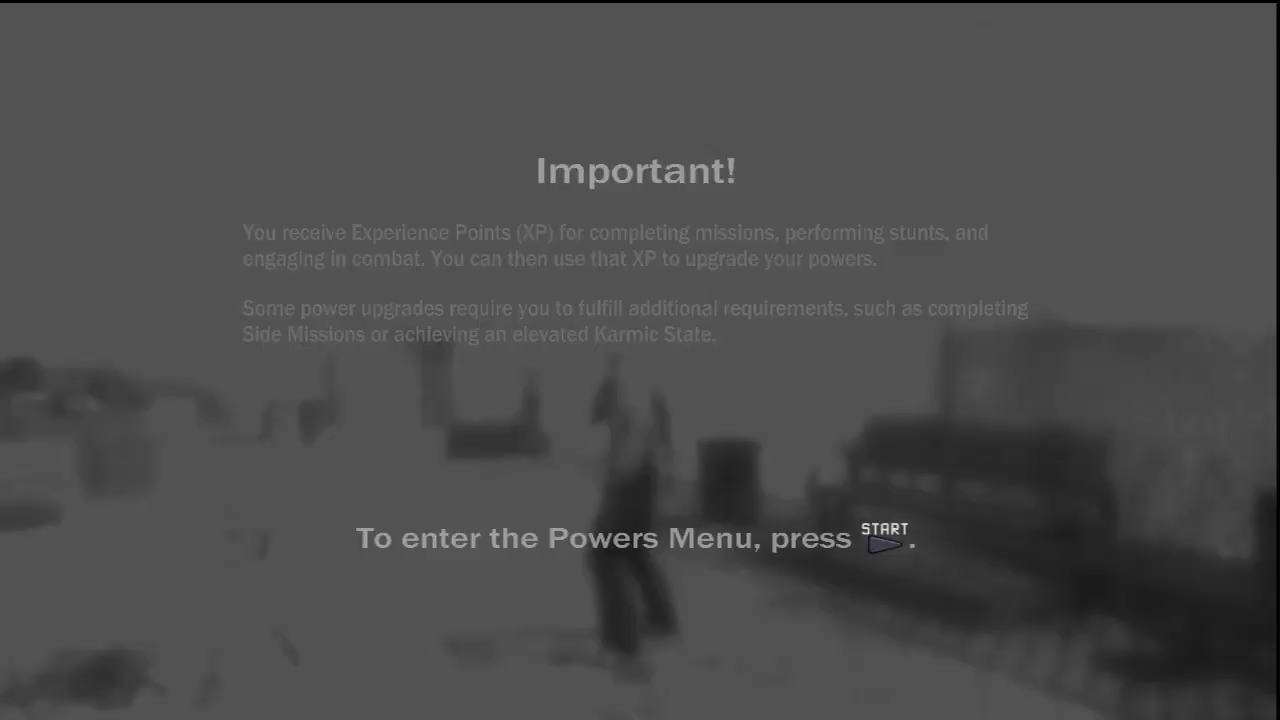 Important!
You receive Experience Points (XP) for completing missions, performing stunts, and
engaging in combat. You can then use that XP to upgrade your powers.
Some power upgrades require you to fulfill additional requirements, such as completing
Side Missions or achieving an elevated Karmic State.
To enter the Powers Menu, press START.